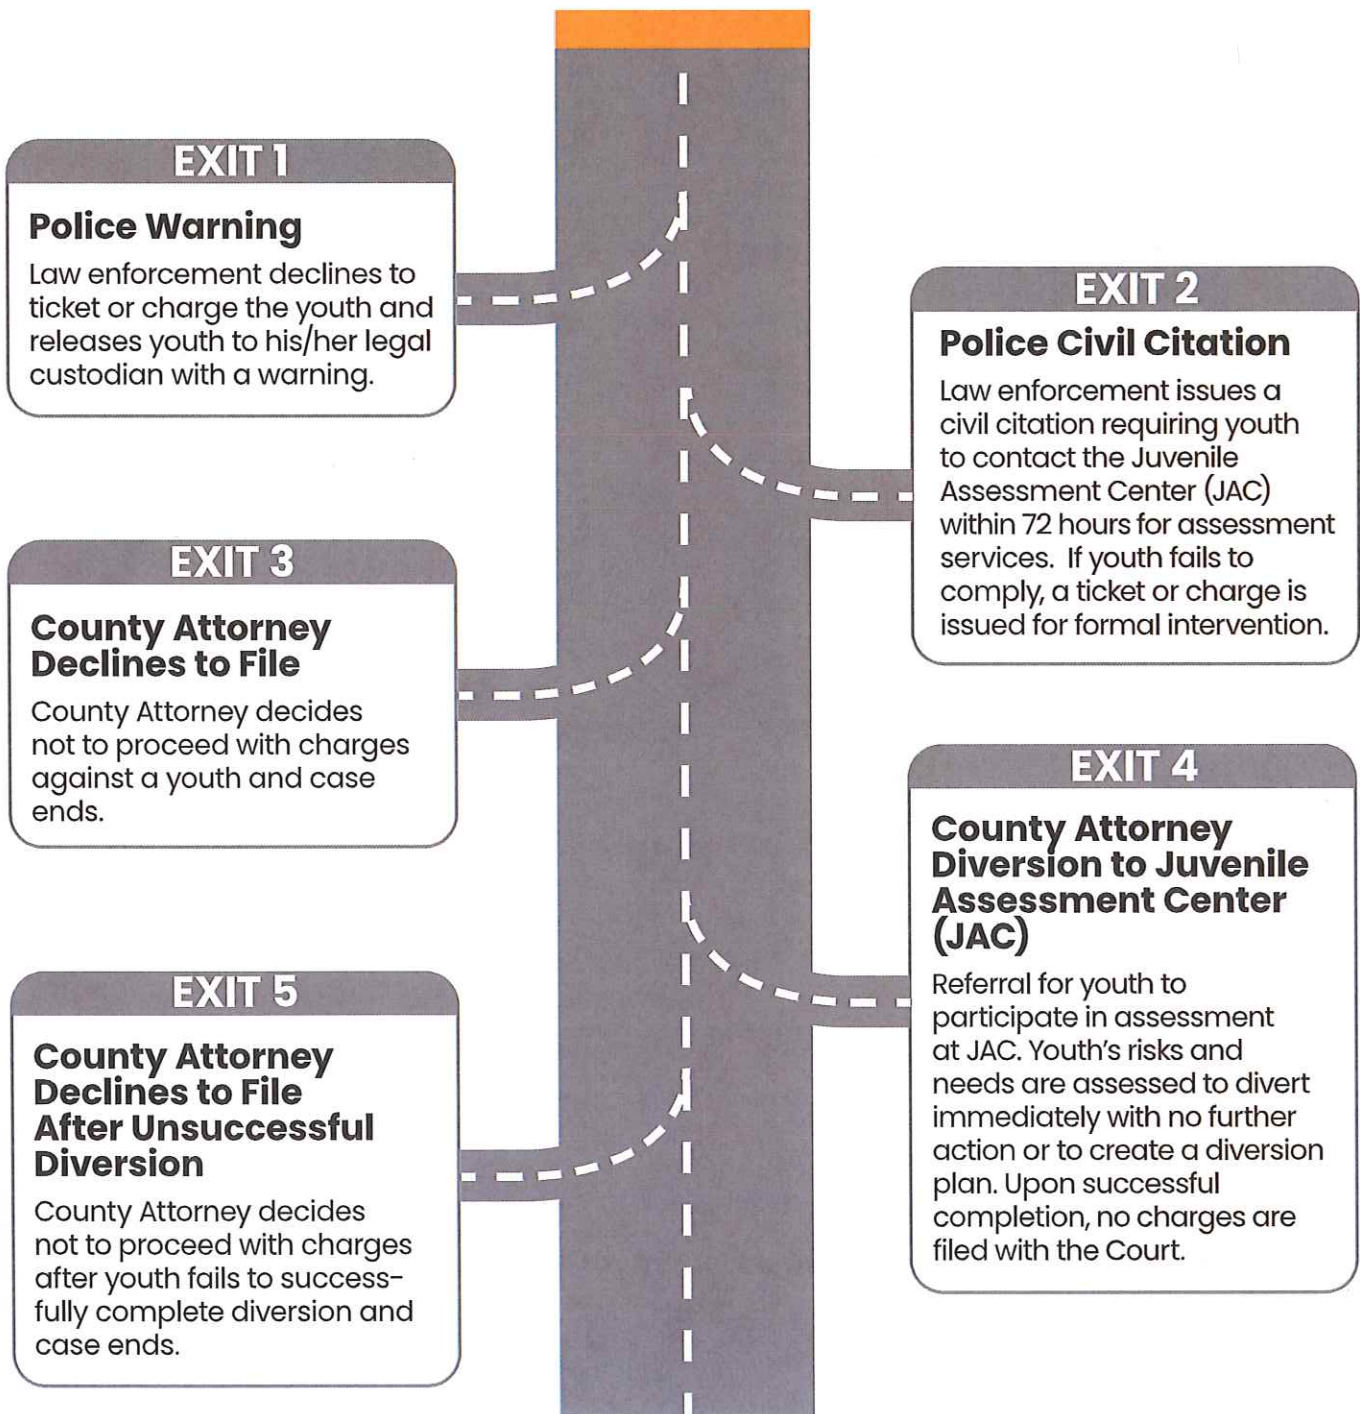 EXIT 1
Police Warning
Law enforcement declines to
ticket or charge the youth and
releases youth to his/her legal
custodian with a warning.
EXIT 2
Police Civil Citation
Law enforcement issues a
civil citation requiring youth
to contact the Juvenile
Assessment Center (JAC)
within 72 hours for assessment
services.  If youth fails to
comply, a ticket or charge is
issued for formal intervention.
EXIT 3
County Attorney
Declines to File
County Attorney decides
not to proceed with charges
against a youth and case
ends.
EXIT 4
County Attorney
Diversion to Juvenile
Assessment Center
(JAC)
Referral for youth to
participate in assessment
at JAC. Youth's risks and
needs are assessed to divert
immediately with no further
action or to create a diversion
plan. Upon successful
completion, no charges are
filed with the Court.
EXIT 5
County Attorney
Declines to File
After Unsuccessful
Diversion
County Attorney decides
not to proceed with charges
after youth fails to success-
fully complete diversion and
case ends.